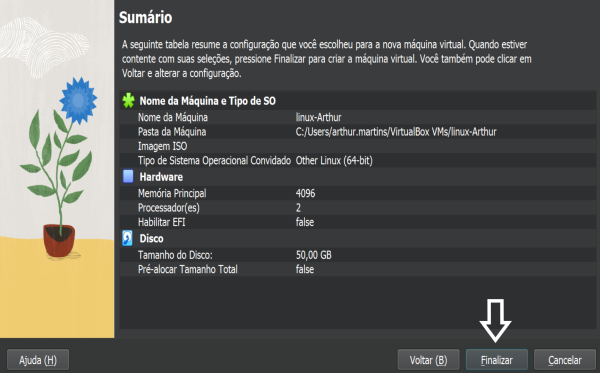 Sumário
A seguinte tabela resume a configuração que você escolheu para a nova máquina virtual. Quando estiver
contente com suas seleções, pressione Finalizar para criar a máquina virtual. Você também pode clicar em
Voltar e alterar a configuração.
Nome da Máquina e Tipo de SO
Nome da Máquina linux-Arthur
Pasta da Máquina C:/Users/arthur.martins/VirtualBox VMs/linux-Arthur
Imagem ISO
Tipo de Sistema Operacional Convidado Other Linux (64-bit)
Hardware
Memória Principal 4096
Processador(es) 2
Habilitar EFI false
Disco
Tamanho do Disco: 50,00 GB
Pré-alocar Tamanho Total false
Ajuda (H) Voltar (B) Finalizar Cancelar